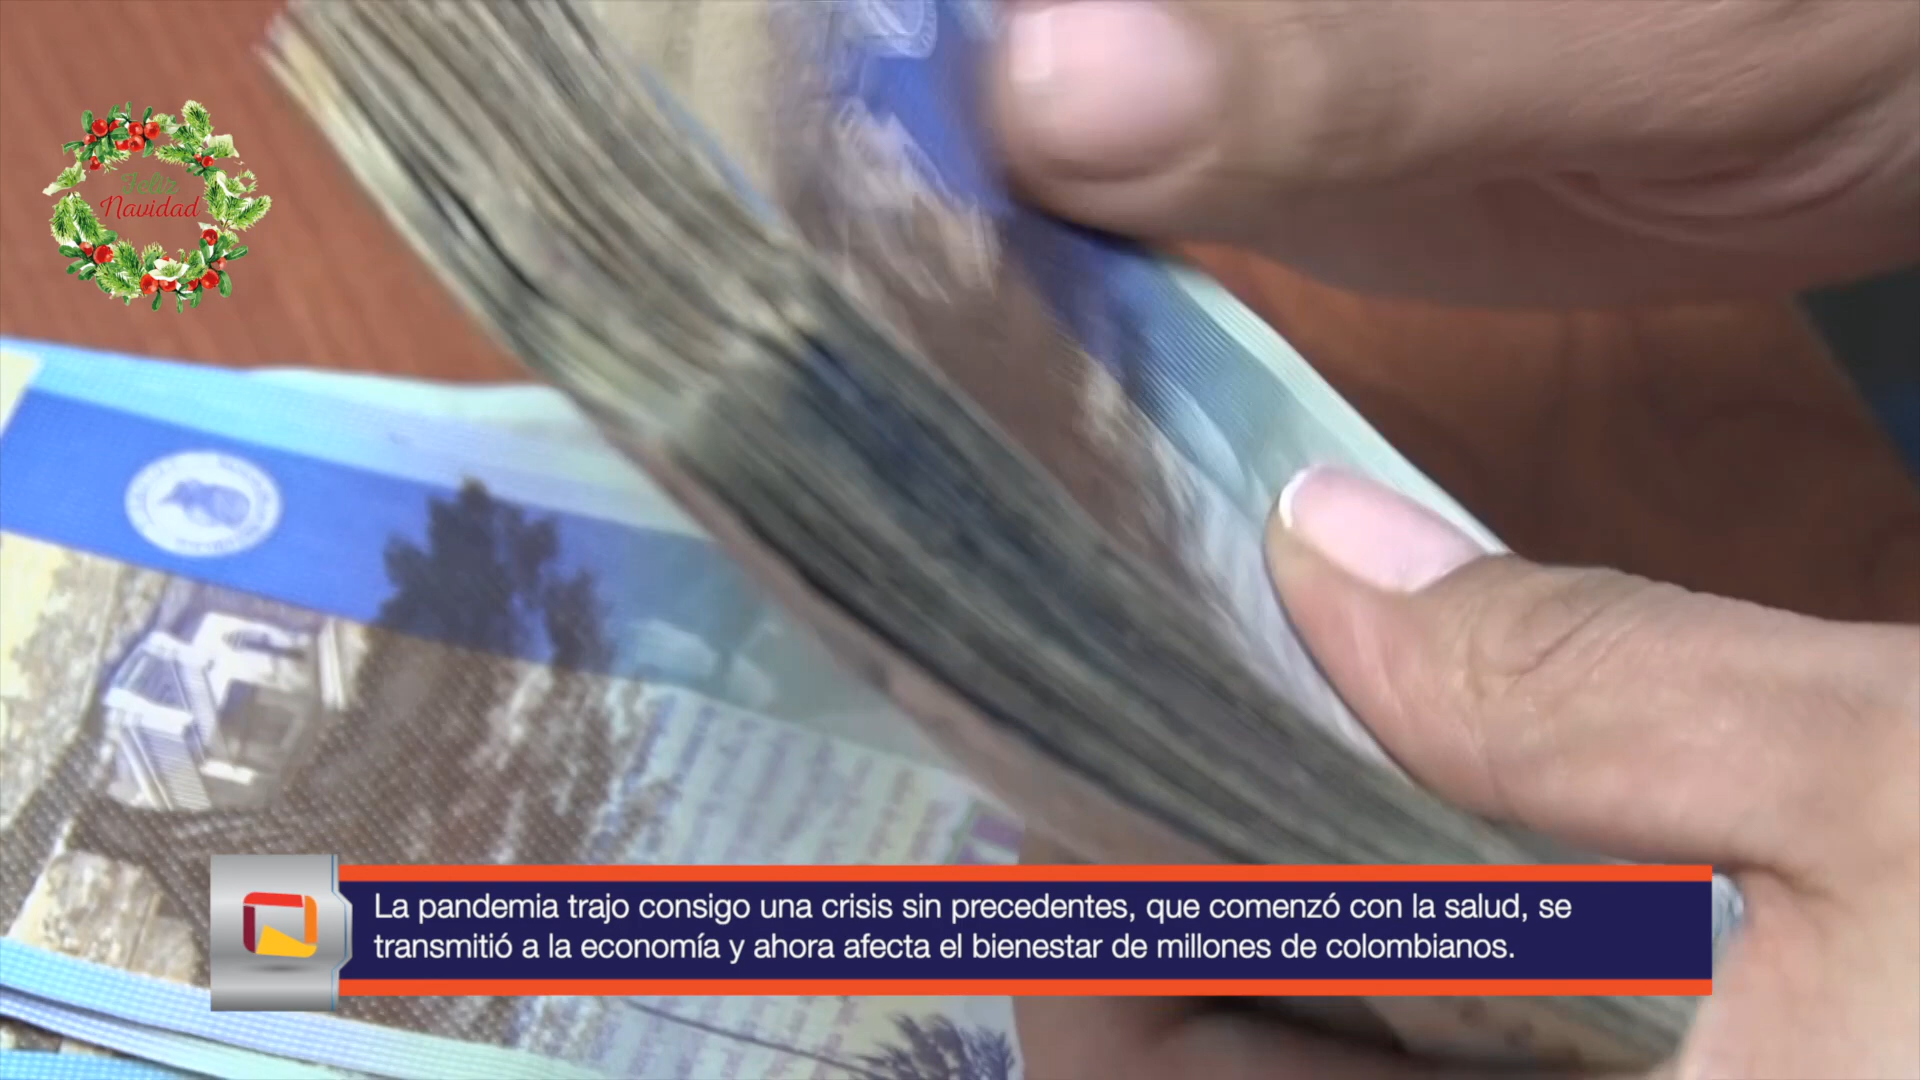 Feliz
Navidad
La pandemia trajo consigo una crisis sin precedentes, que comenzó con la salud, se
transmitió a la economía y ahora afecta el bienestar de millones de colombianos.